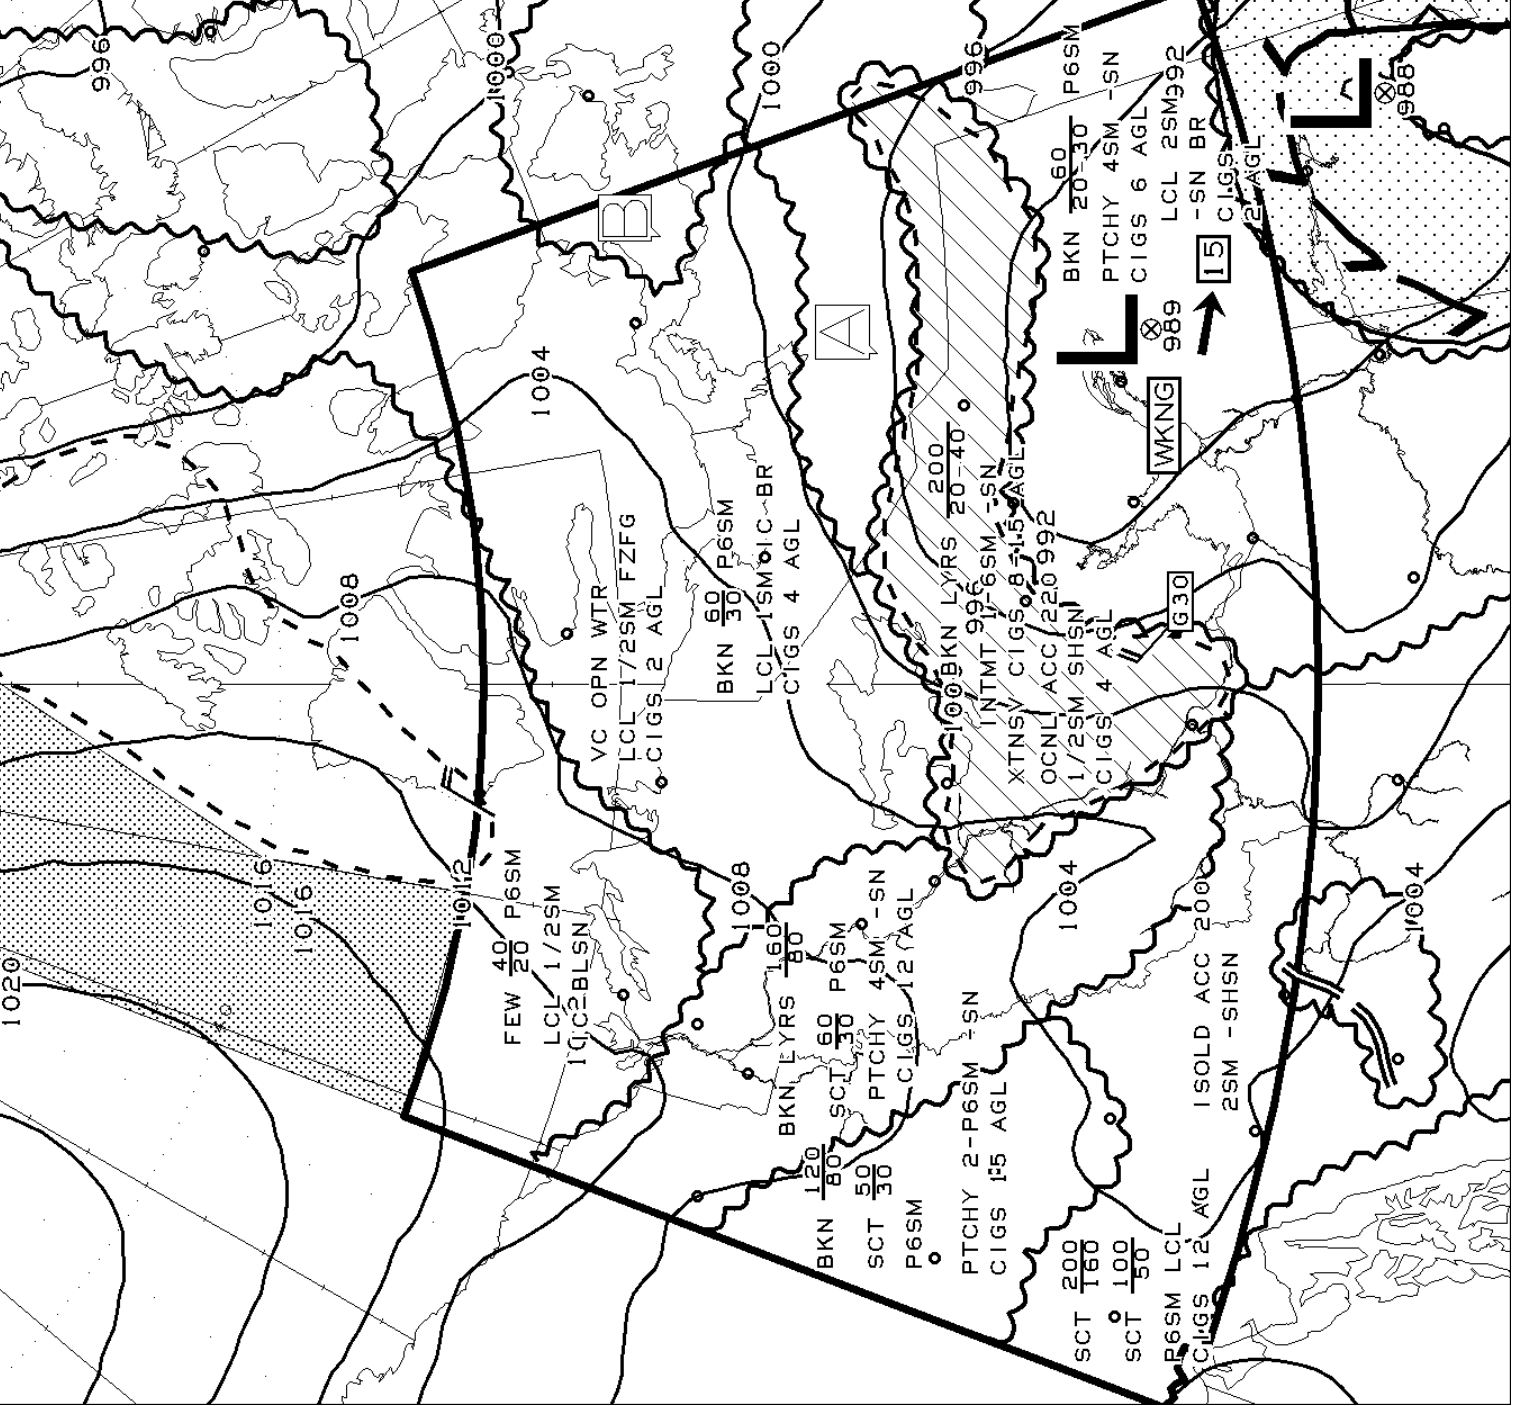 996
1000
1000
996
992
988
1004
1008
1016
1016
1012
1020
1008
1004
1004
992
996
B
A
BKN 60
20-30 P6SM
PTCHY 4SM -SN
CIGS 6 AGL
LCL 2SM
-SN BR
CIGS
2 AGL
15
989
WKNG
G30
VC OPN WTR
LCL 1/2SM FZFG
CIGS 2 AGL
BKN 60
30 P6SM
LCL 1SM IC BR
CIGS 4 AGL
BKN LYRS 200
20-40
INTMT 1-6SM -SN
XTNSV CIGS 8-15 AGL
OCNL ACC 220
1/2SM SHSN
CIGS 4 AGL
FEW 40
20 P6SM
LCL 1/2SM
IC BLSN
BKN LYRS 160
80
SCT 60
30 P6SM
PTCHY 4SM -SN
CIGS 12 AGL
BKN 120
80
SCT 50
30
P6SM
PTCHY 2-P6SM -SN
CIGS 15 AGL
SCT 200
160
SCT 100
50
P6SM LCL
CIGS 12 AGL
ISOLD ACC 200
2SM -SHSN